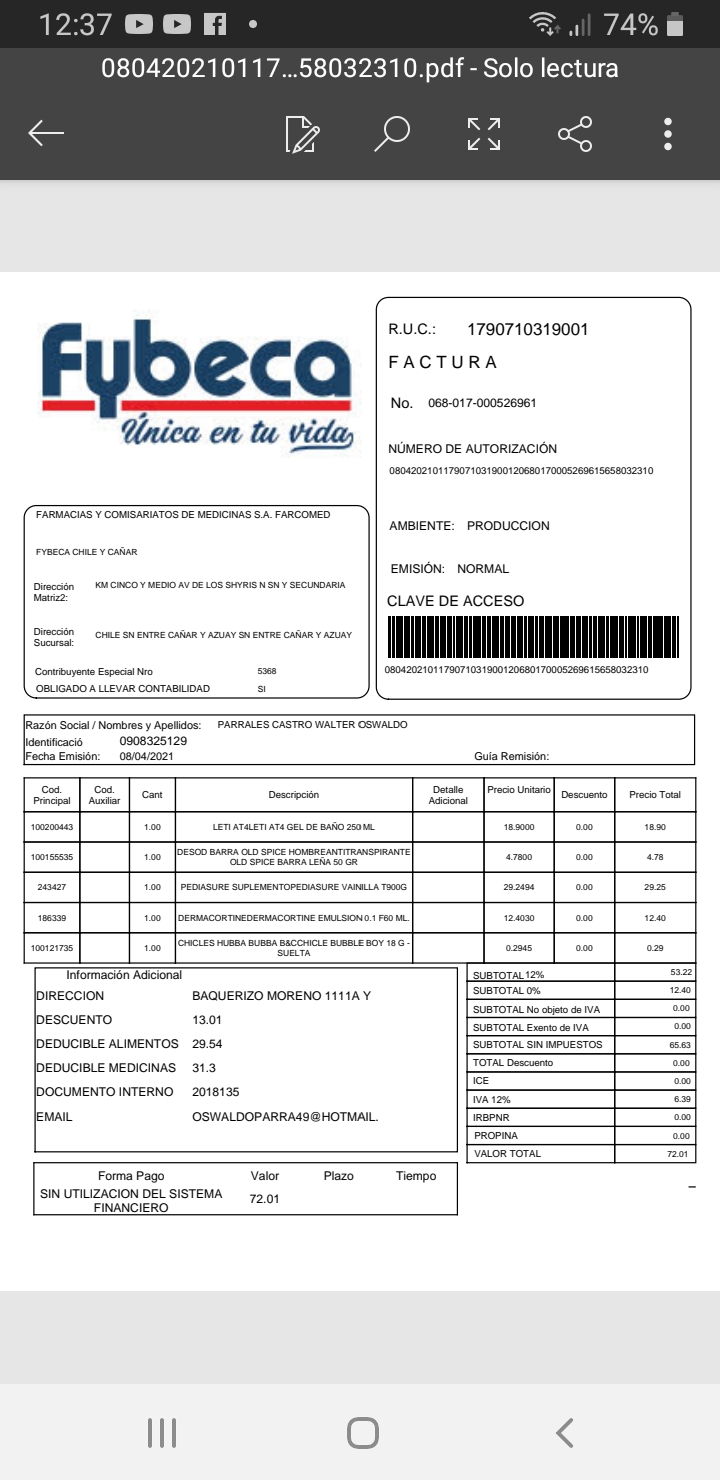 12:37 74%
080420210117...58032310.pdf - Solo lectura
Fybeca
Única en tu vida
R.U.C.: 1790710319001
FACTURA
No. 068-017-000526961
NÚMERO DE AUTORIZACIÓN
0804202101179071031900120680170005269615658032310
AMBIENTE: PRODUCCION
EMISIÓN: NORMAL
CLAVE DE ACCESO
0804202101179071031900120680170005269615658032310
FARMACIAS Y COMISARIATOS DE MEDICINAS S.A. FARCOMED
FYBECA CHILE Y CAÑAR
Dirección Matriz2: KM CINCO Y MEDIO AV DE LOS SHYRIS N SN Y SECUNDARIA
Dirección Sucursal: CHILE SN ENTRE CAÑAR Y AZUAY SN ENTRE CAÑAR Y AZUAY
Contribuyente Especial Nro 5368
OBLIGADO A LLEVAR CONTABILIDAD SI
Razón Social / Nombres y Apellidos: PARRALES CASTRO WALTER OSWALDO
Identificació 0908325129
Fecha Emisión: 08/04/2021 Guía Remisión:
Cod. Principal Cod. Auxiliar Cant Descripción Detalle Adicional Precio Unitario Descuento Precio Total
100200443 1.00 LETI AT4LETI AT4 GEL DE BAÑO 250 ML 18.9000 0.00 18.90
100155535 1.00 DESOD BARRA OLD SPICE HOMBREANTITRANSPIRANTE OLD SPICE BARRA LEÑA 50 GR 4.7800 0.00 4.78
243427 1.00 PEDIASURE SUPLEMENTOPEDIASURE VAINILLA T900G 29.2494 0.00 29.25
186339 1.00 DERMACORTINEDERMACORTINE EMULSION 0.1 F60 ML. 12.4030 0.00 12.40
100121735 1.00 CHICLES HUBBA BUBBA B&CCHICLE BUBBLE BOY 18 G - SUELTA 0.2945 0.00 0.29
Información Adicional
DIRECCION BAQUERIZO MORENO 1111A Y
DESCUENTO 13.01
DEDUCIBLE ALIMENTOS 29.54
DEDUCIBLE MEDICINAS 31.3
DOCUMENTO INTERNO 2018135
EMAIL OSWALDOPARRA49@HOTMAIL.
SUBTOTAL 12% 53.22
SUBTOTAL 0% 12.40
SUBTOTAL No objeto de IVA 0.00
SUBTOTAL Exento de IVA 0.00
SUBTOTAL SIN IMPUESTOS 65.63
TOTAL Descuento 0.00
ICE 0.00
IVA 12% 6.39
IRBPNR 0.00
PROPINA 0.00
VALOR TOTAL 72.01
Forma Pago Valor Plazo Tiempo
SIN UTILIZACION DEL SISTEMA FINANCIERO 72.01